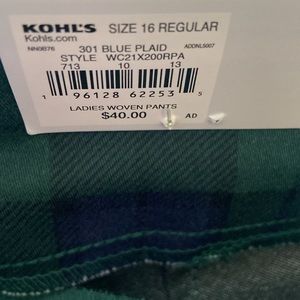 KOHL'S SIZE 16 REGULAR
Kohls.com
NN0B76 301 BLUE PLAID ADDNL5007
STYLE WC21X200RPA
713 10 13
1 96128 62253 5
LADIES WOVEN PANTS
$40.00 AD